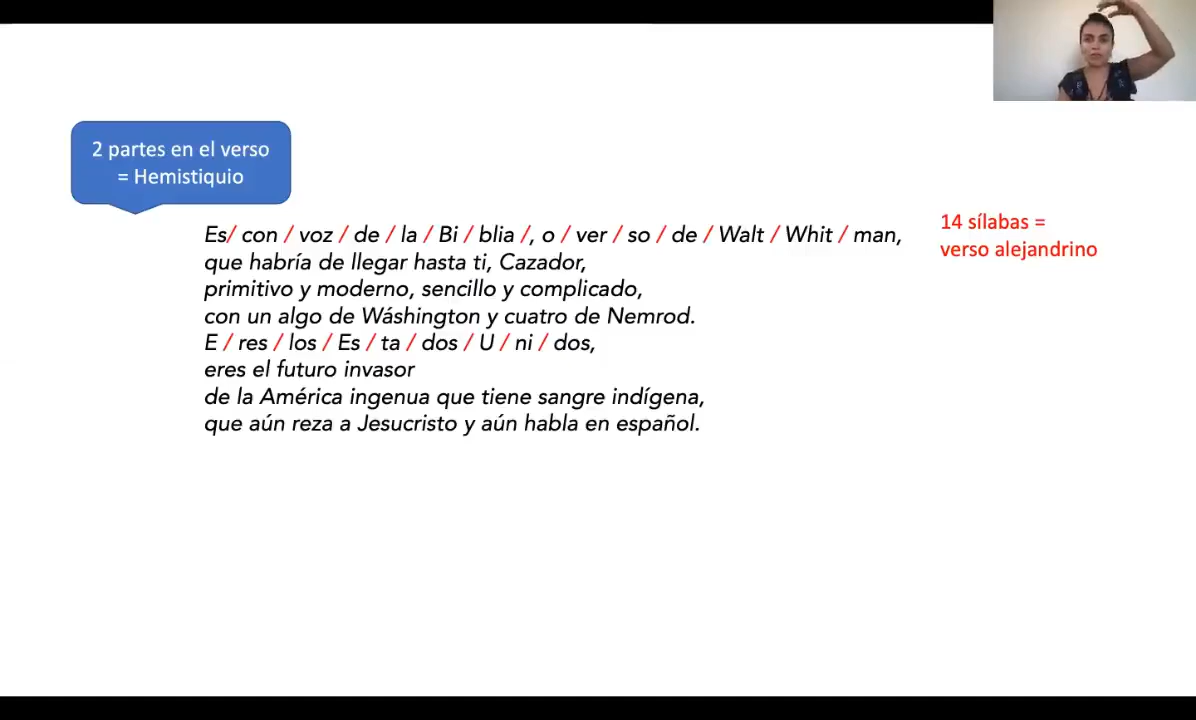 2 partes en el verso
= Hemistiquio
Es/ con / voz / de / la / Bi / blia /, o / ver / so / de / Walt / Whit / man,
que habría de llegar hasta ti, Cazador,
primitivo y moderno, sencillo y complicado,
con un algo de Wáshington y cuatro de Nemrod.
E / res / los / Es / ta / dos / U / ni / dos,
eres el futuro invasor
de la América ingenua que tiene sangre indígena,
que aún reza a Jesucristo y aún habla en español.
14 sílabas =
verso alejandrino